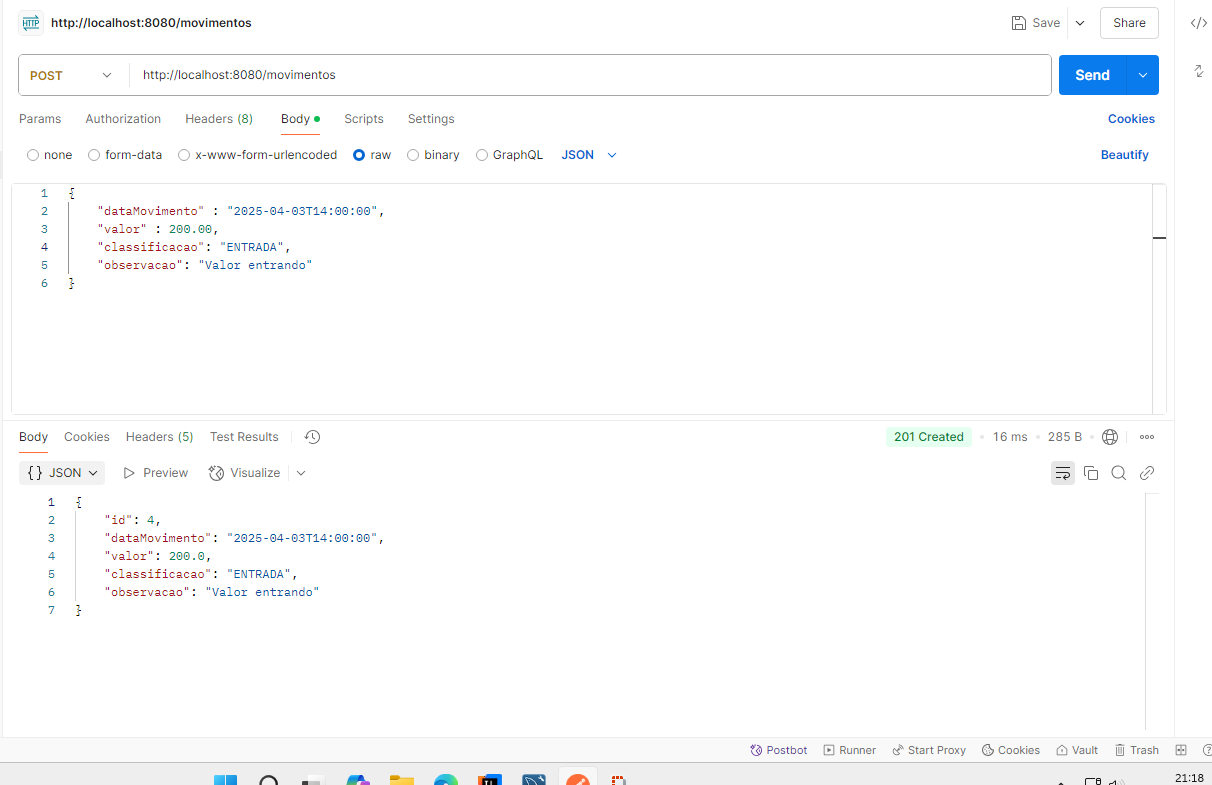 HTTP http://localhost:8080/movimentos Save Share
POST http://localhost:8080/movimentos Send
Params Authorization Headers (8) Body Scripts Settings Cookies
none form-data x-www-form-urlencoded raw binary GraphQL JSON Beautify
1 {
2 "dataMovimento" : "2025-04-03T14:00:00",
3 "valor" : 200.00,
4 "classificacao": "ENTRADA",
5 "observacao": "Valor entrando"
6 }
Body Cookies Headers (5) Test Results 201 Created • 16 ms • 285 B
{} JSON Preview Visualize
1 {
2 "id": 4,
3 "dataMovimento": "2025-04-03T14:00:00",
4 "valor": 200.0,
5 "classificacao": "ENTRADA",
6 "observacao": "Valor entrando"
7 }
Postbot Runner Start Proxy Cookies Vault Trash
21:18